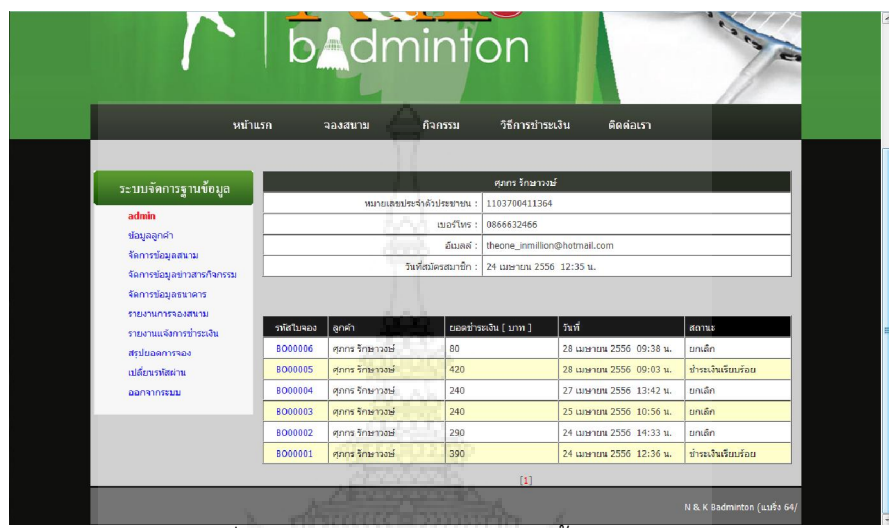 badminton
หน้าแรก จองสนาม กิจกรรม วิธีการชำระเงิน ติดต่อเรา
ระบบจัดการฐานข้อมูล
admin
ข้อมูลลูกค้า
จัดการข้อมูลสนาม
จัดการข้อมูลข่าวสารกิจกรรม
จัดการข้อมูลธนาคาร
รายงานการจองสนาม
รายงานแจ้งการชำระเงิน
สรุปยอดการจอง
เปลี่ยนรหัสผ่าน
ออกจากระบบ
ศุภกร รักษาวงษ์
หมายเลขประจำตัวประชาชน : 1103700411364
เบอร์โทร : 0866632466
อีเมลล์ : theone_inmillion@hotmail.com
วันที่สมัครสมาชิก : 24 เมษายน 2556 12:35 น.
รหัสใบจอง ลูกค้า ยอดชำระเงิน [ บาท ] วันที่ สถานะ
BO00006 ศุภกร รักษาวงษ์ 80 28 เมษายน 2556 09:38 น. ยกเลิก
BO00005 ศุภกร รักษาวงษ์ 420 28 เมษายน 2556 09:03 น. ชำระเงินเรียบร้อย
BO00004 ศุภกร รักษาวงษ์ 240 27 เมษายน 2556 13:42 น. ยกเลิก
BO00003 ศุภกร รักษาวงษ์ 240 25 เมษายน 2556 10:56 น. ยกเลิก
BO00002 ศุภกร รักษาวงษ์ 290 24 เมษายน 2556 14:33 น. ยกเลิก
BO00001 ศุภกร รักษาวงษ์ 390 24 เมษายน 2556 12:36 น. ชำระเงินเรียบร้อย
[1]
N & K Badminton (แบริ่ง 64/